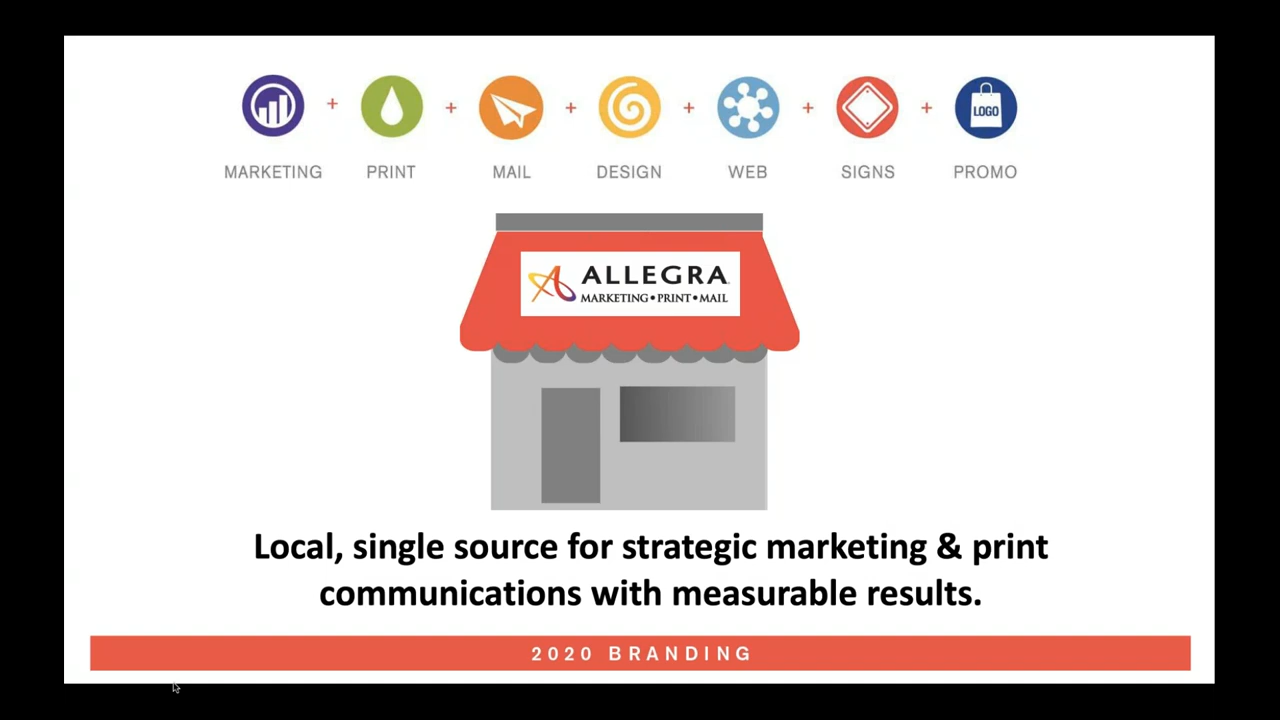 LOGO
MARKETING + PRINT + MAIL + DESIGN + WEB + SIGNS + PROMO
ALLEGRA
MARKETING•PRINT•MAIL
Local, single source for strategic marketing & print
communications with measurable results.
2020 BRANDING